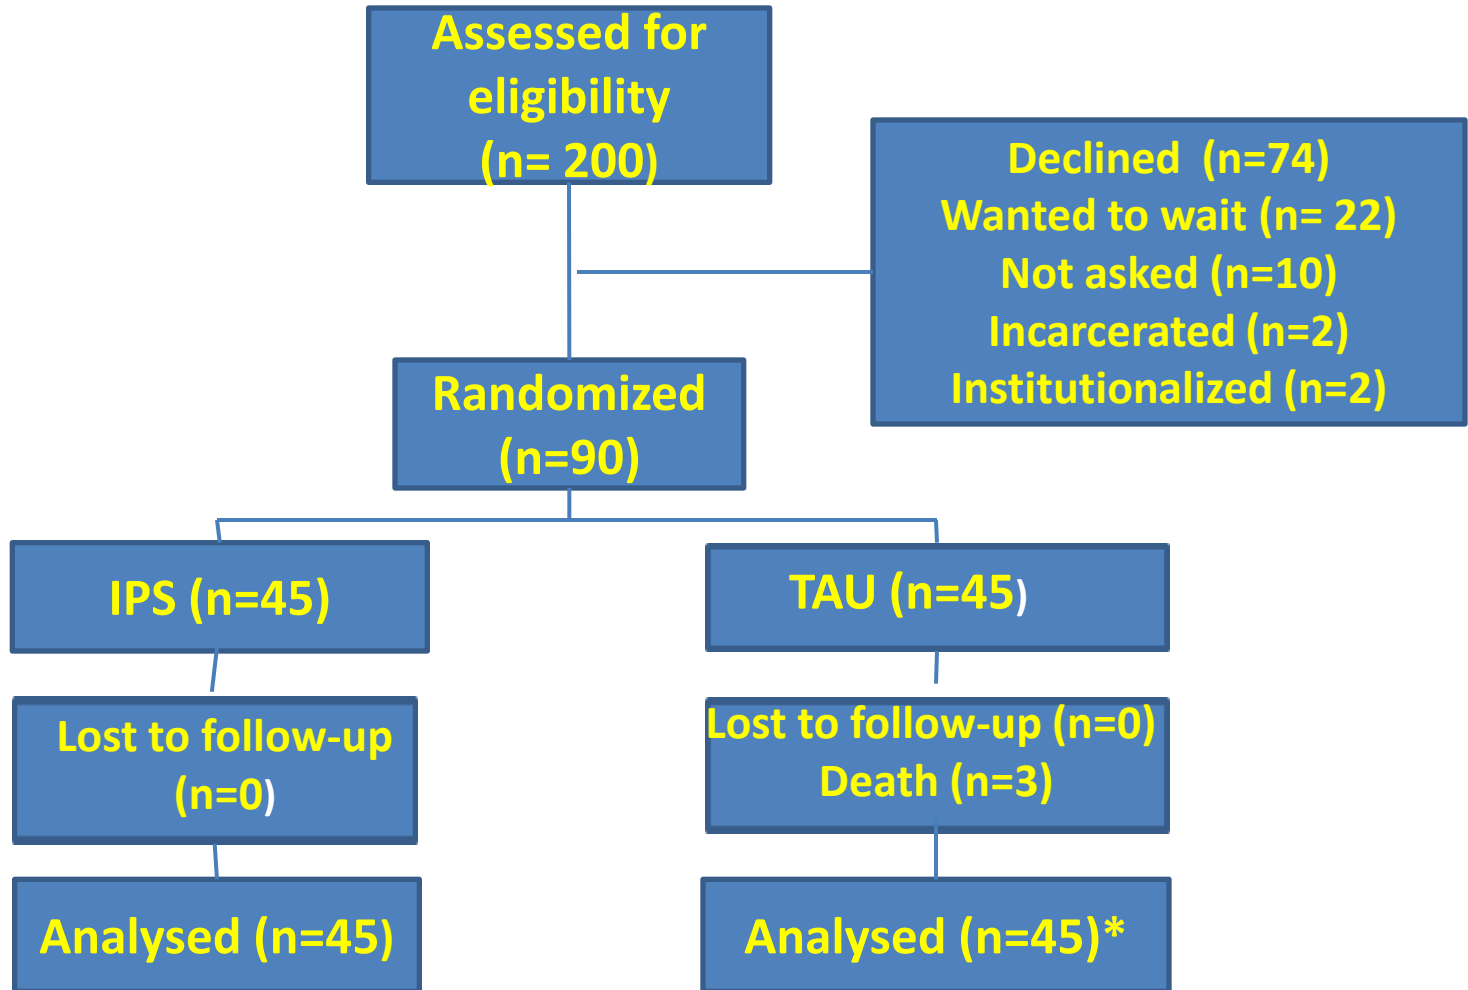 Assessed for
eligibility
(n= 200)
Declined  (n=74)
Wanted to wait (n= 22)
Not asked (n=10)
Incarcerated (n=2)
Institutionalized (n=2)
Randomized
(n=90)
IPS (n=45)
TAU (n=45)
Lost to follow-up
(n=0)
Lost to follow-up (n=0)
Death (n=3)
Analysed (n=45)
Analysed (n=45)*